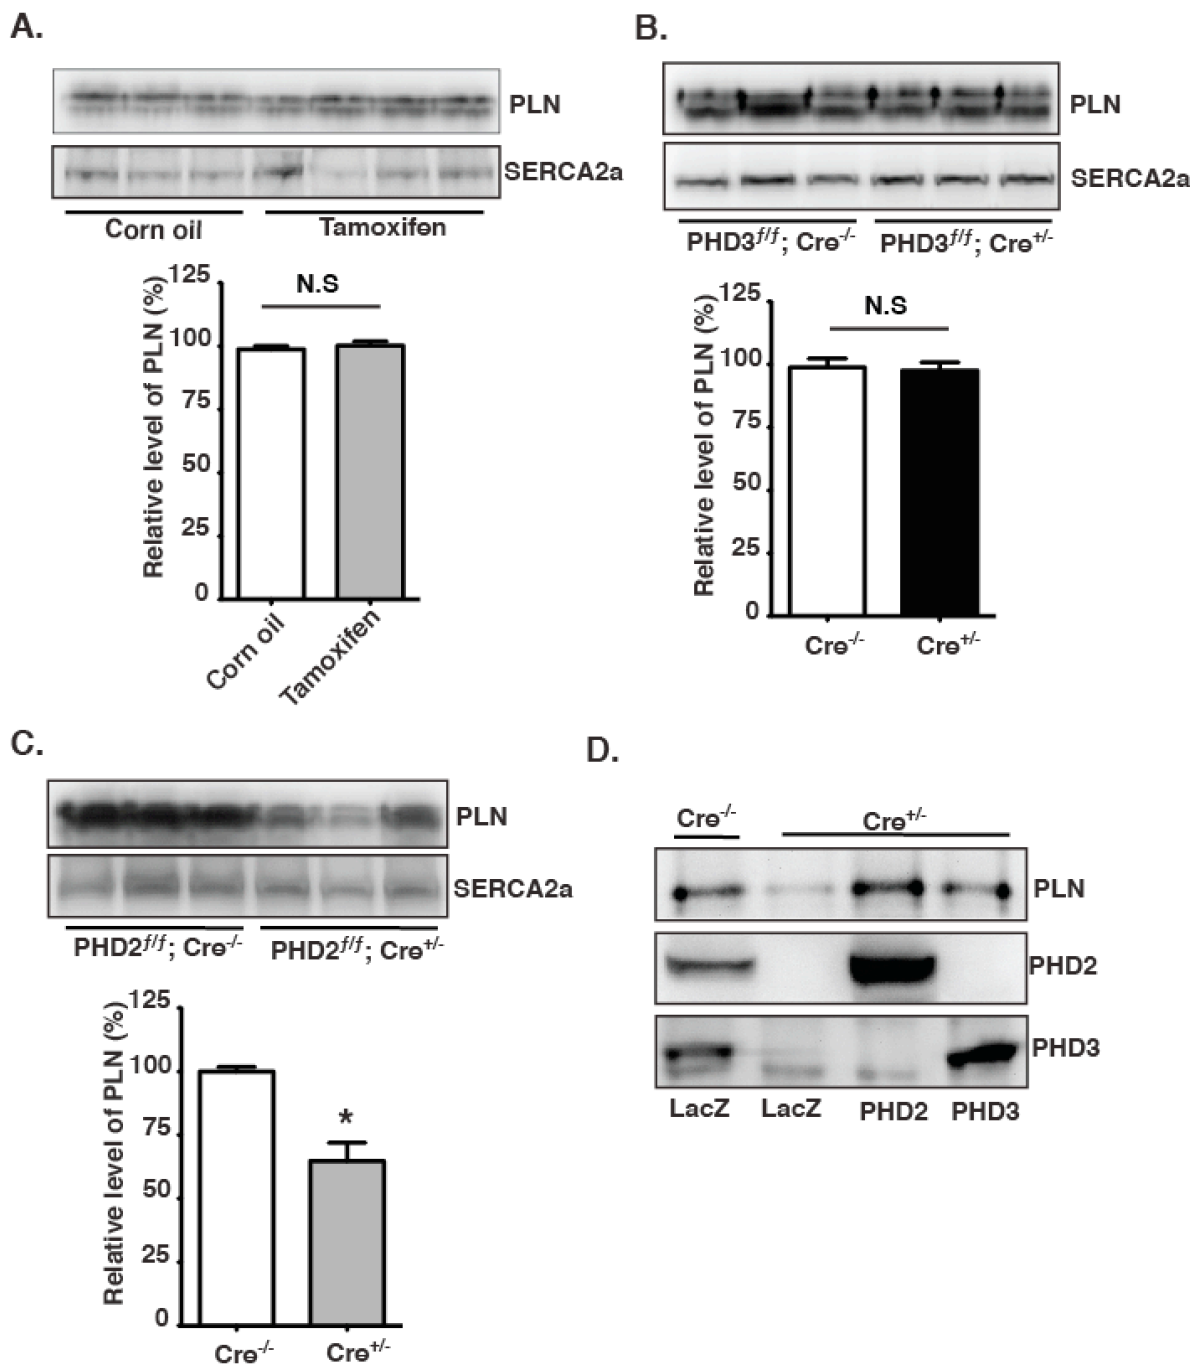 A.
PLN
SERCA2a
Corn oil Tamoxifen
Relative level of PLN (%)
125
100
75
50
25
0
N.S
Corn oil
Tamoxifen
B.
PLN
SERCA2a
PHD3f/f; Cre-/- PHD3f/f; Cre+/-
Relative level of PLN (%)
125
100
75
50
25
0
N.S
Cre-/- Cre+/-
C.
PLN
SERCA2a
PHD2f/f; Cre-/- PHD2f/f; Cre+/-
Relative level of PLN (%)
125
100
75
50
25
0
*
Cre-/- Cre+/-
D.
Cre-/- Cre+/-
PLN
PHD2
PHD3
LacZ LacZ PHD2 PHD3